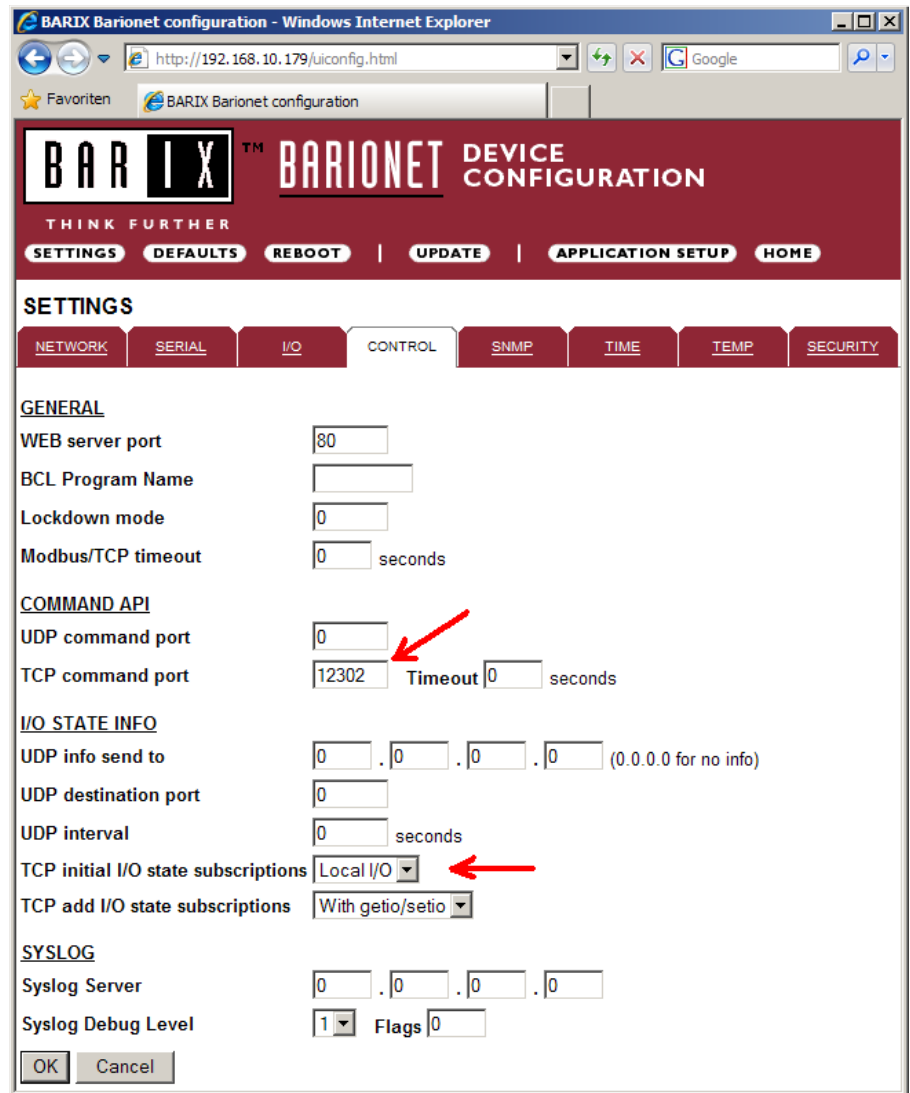 BARIX Barionet configuration - Windows Internet Explorer
http://192.168.10.179/uiconfig.html Google
Favoriten BARIX Barionet configuration
BARIX ™ BARIONET DEVICE CONFIGURATION
THINK FURTHER
SETTINGS DEFAULTS REBOOT | UPDATE | APPLICATION SETUP HOME
SETTINGS
NETWORK SERIAL I/O CONTROL SNMP TIME TEMP SECURITY
GENERAL
WEB server port 80
BCL Program Name
Lockdown mode 0
Modbus/TCP timeout 0 seconds
COMMAND API
UDP command port 0
TCP command port 12302 Timeout 0 seconds
I/O STATE INFO
UDP info send to 0 . 0 . 0 . 0 (0.0.0.0 for no info)
UDP destination port 0
UDP interval 0 seconds
TCP initial I/O state subscriptions Local I/O
TCP add I/O state subscriptions With getio/setio
SYSLOG
Syslog Server 0 . 0 . 0 . 0
Syslog Debug Level 1 Flags 0
OK Cancel